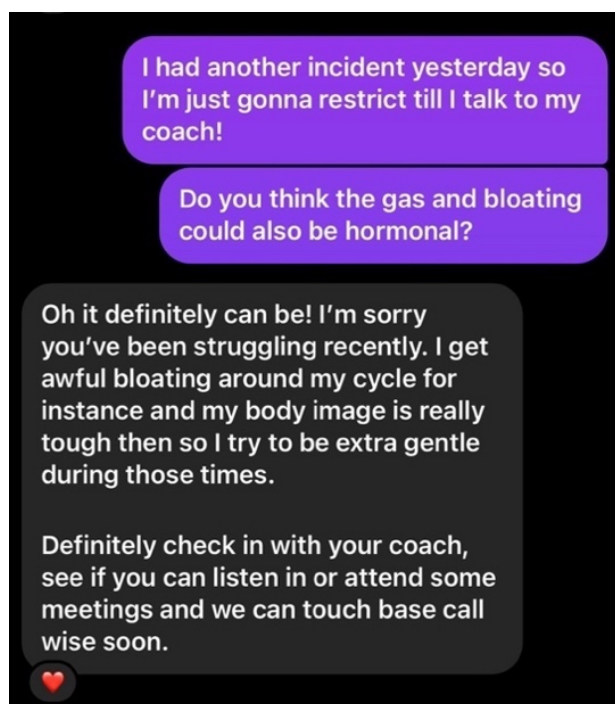 I had another incident yesterday so
I'm just gonna restrict till I talk to my
coach!
Do you think the gas and bloating
could also be hormonal?
Oh it definitely can be! I'm sorry
you've been struggling recently. I get
awful bloating around my cycle for
instance and my body image is really
tough then so I try to be extra gentle
during those times.
Definitely check in with your coach,
see if you can listen in or attend some
meetings and we can touch base call
wise soon.